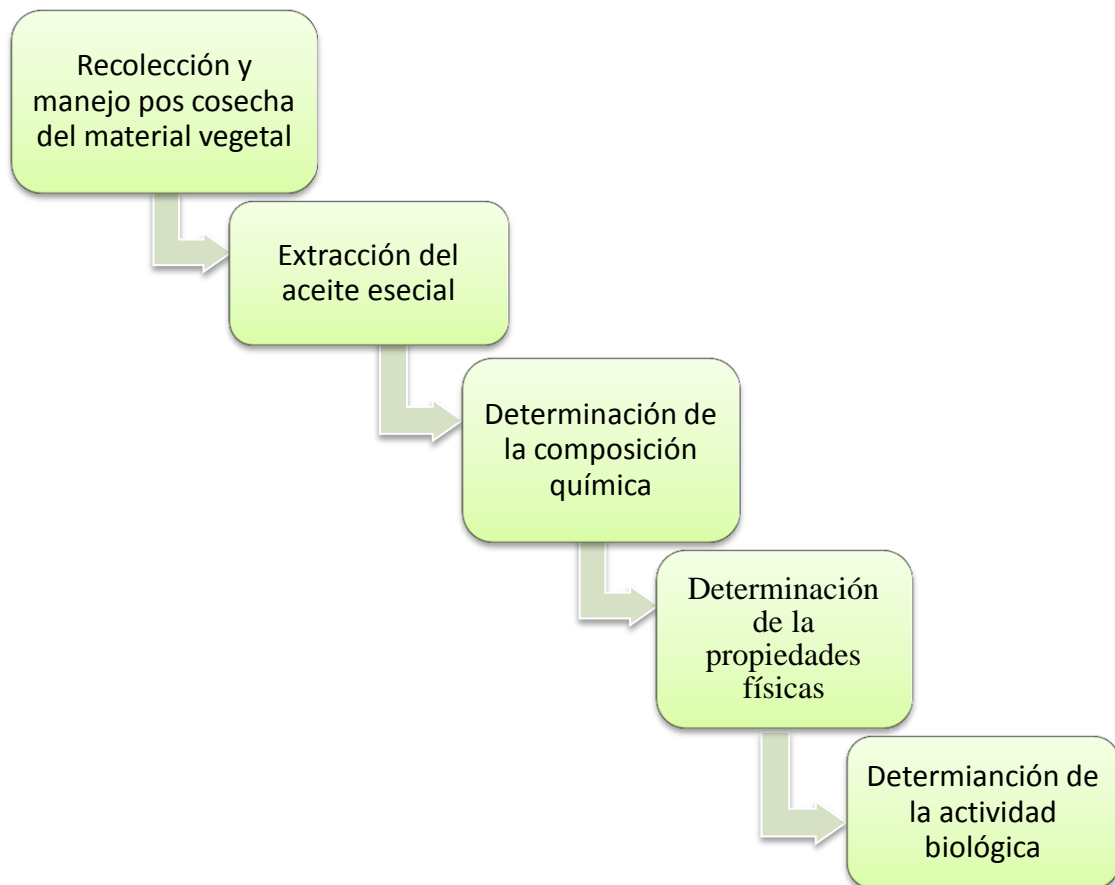 Recolección y
manejo pos cosecha
del material vegetal
Extracción del
aceite esecial
Determinación de
la composición
química
Determinación
de la
propiedades
físicas
Determianción de
la actividad
biológica